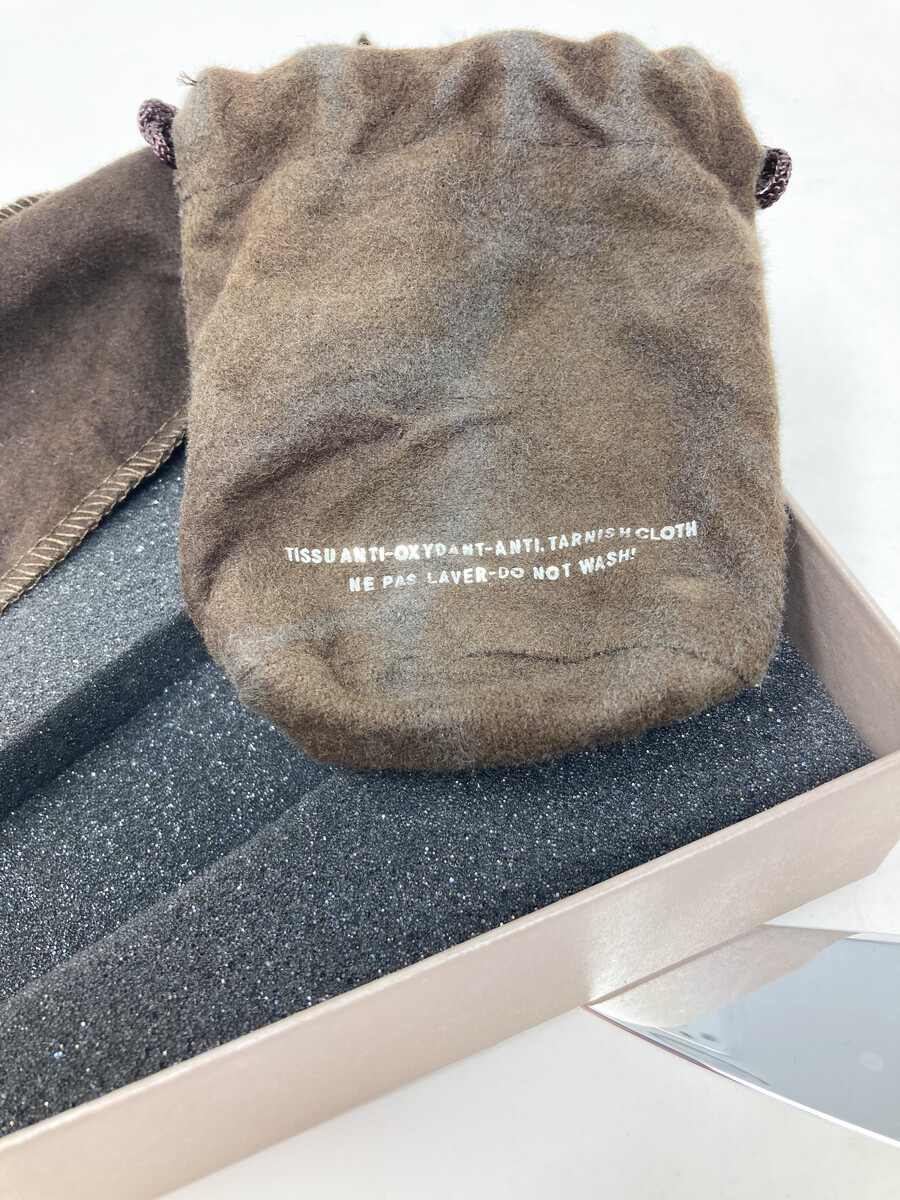 TISSU ANTI-OXYDANT-ANTI.TARNISH CLOTH
NE PAS LAVER-DO NOT WASH!